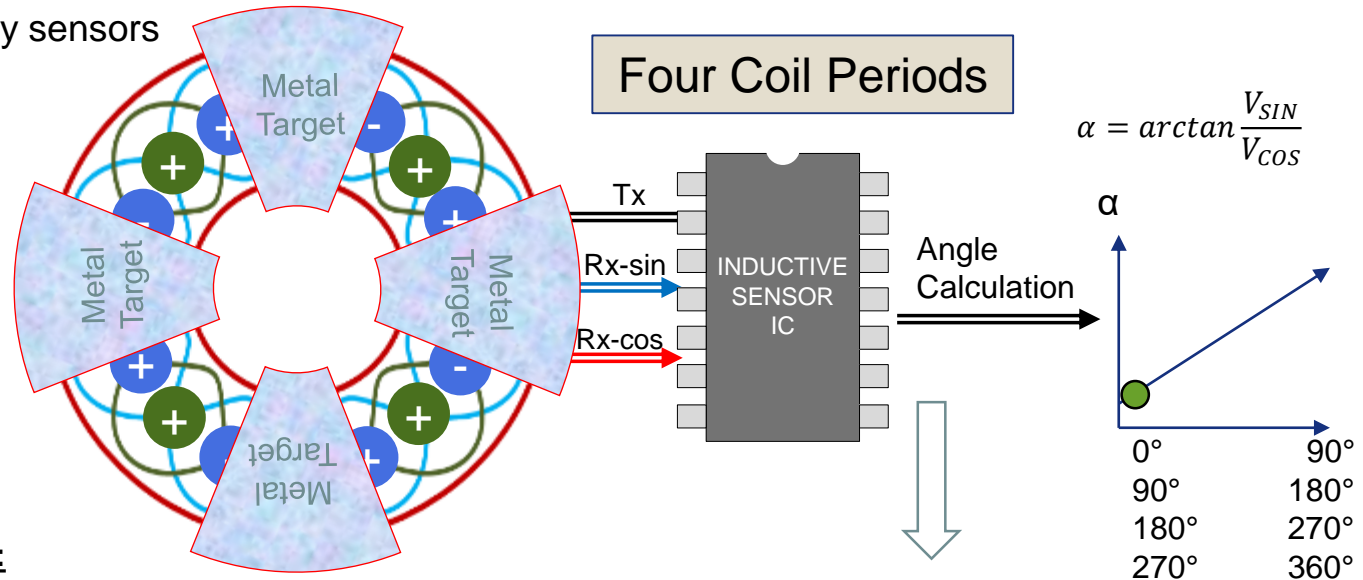 y sensors
Four Coil Periods
Metal
Target
Metal
Target
Metal
Target
Metal
Target
+
+
-
+
-
+
+
+
-
+
+
+
Tx
Rx-sin
Rx-cos
INDUCTIVE
SENSOR
IC
Angle
Calculation
α = arctan V_SIN / V_COS
α
0° 90°
90° 180°
180° 270°
270° 360°